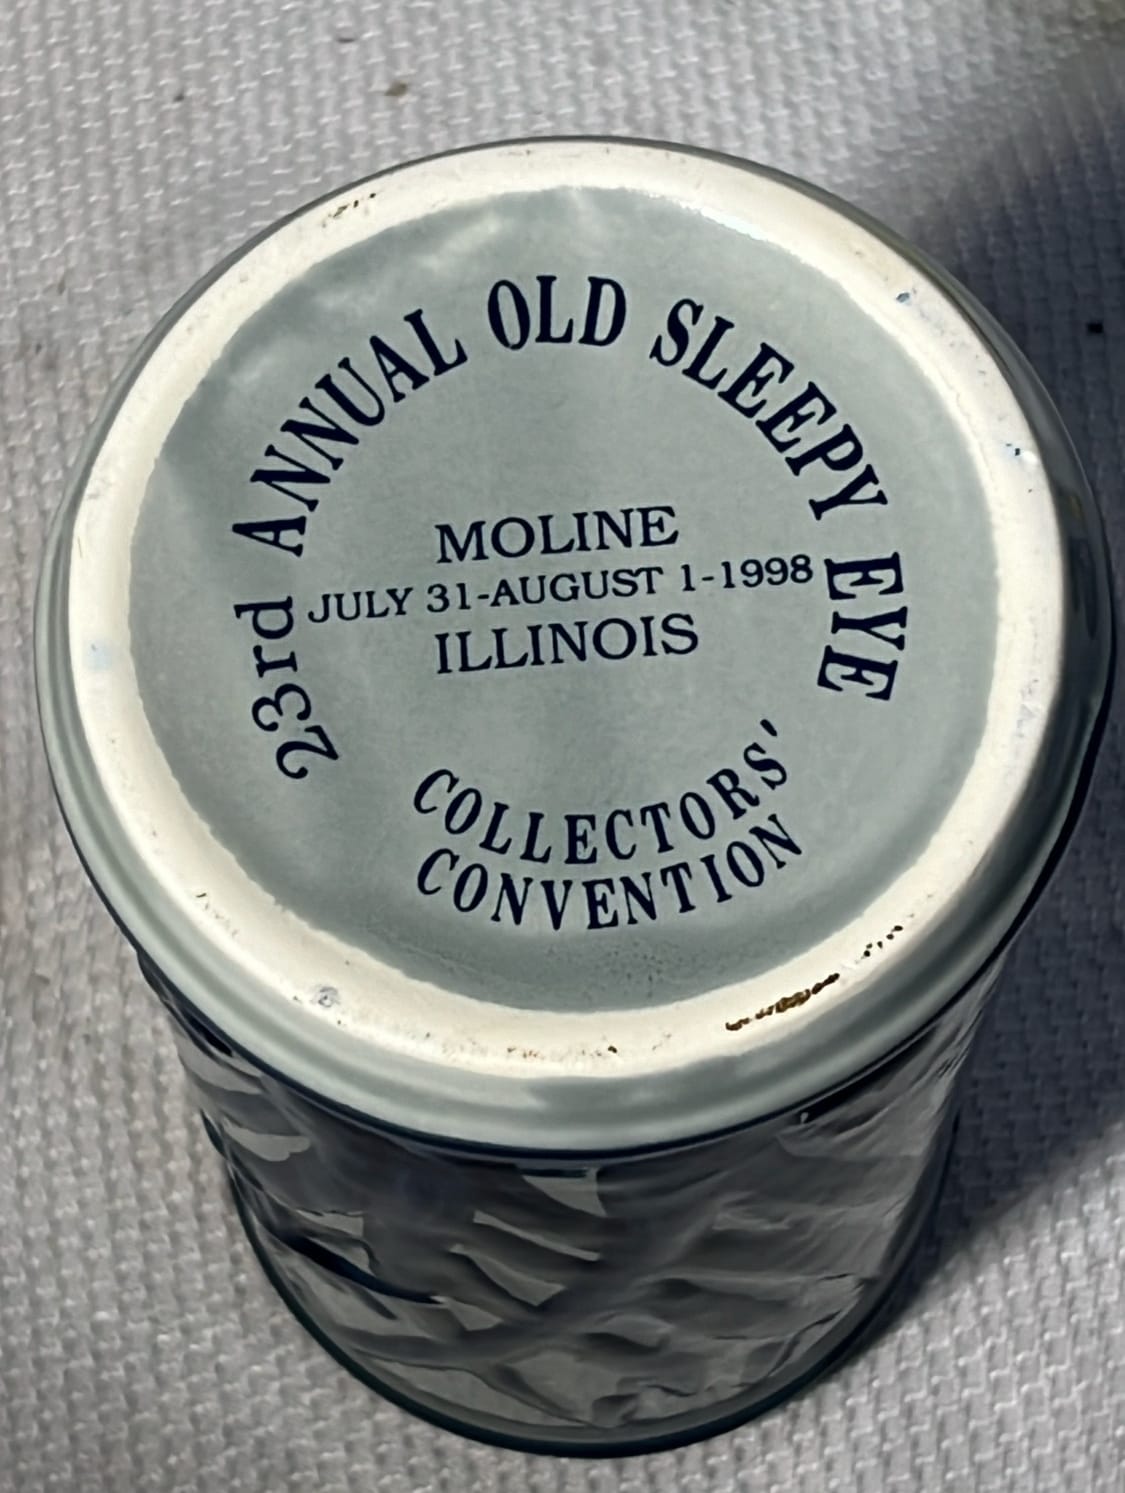 23rd ANNUAL OLD SLEEPY EYE
MOLINE
JULY 31-AUGUST 1-1998
ILLINOIS
COLLECTORS'
CONVENTION